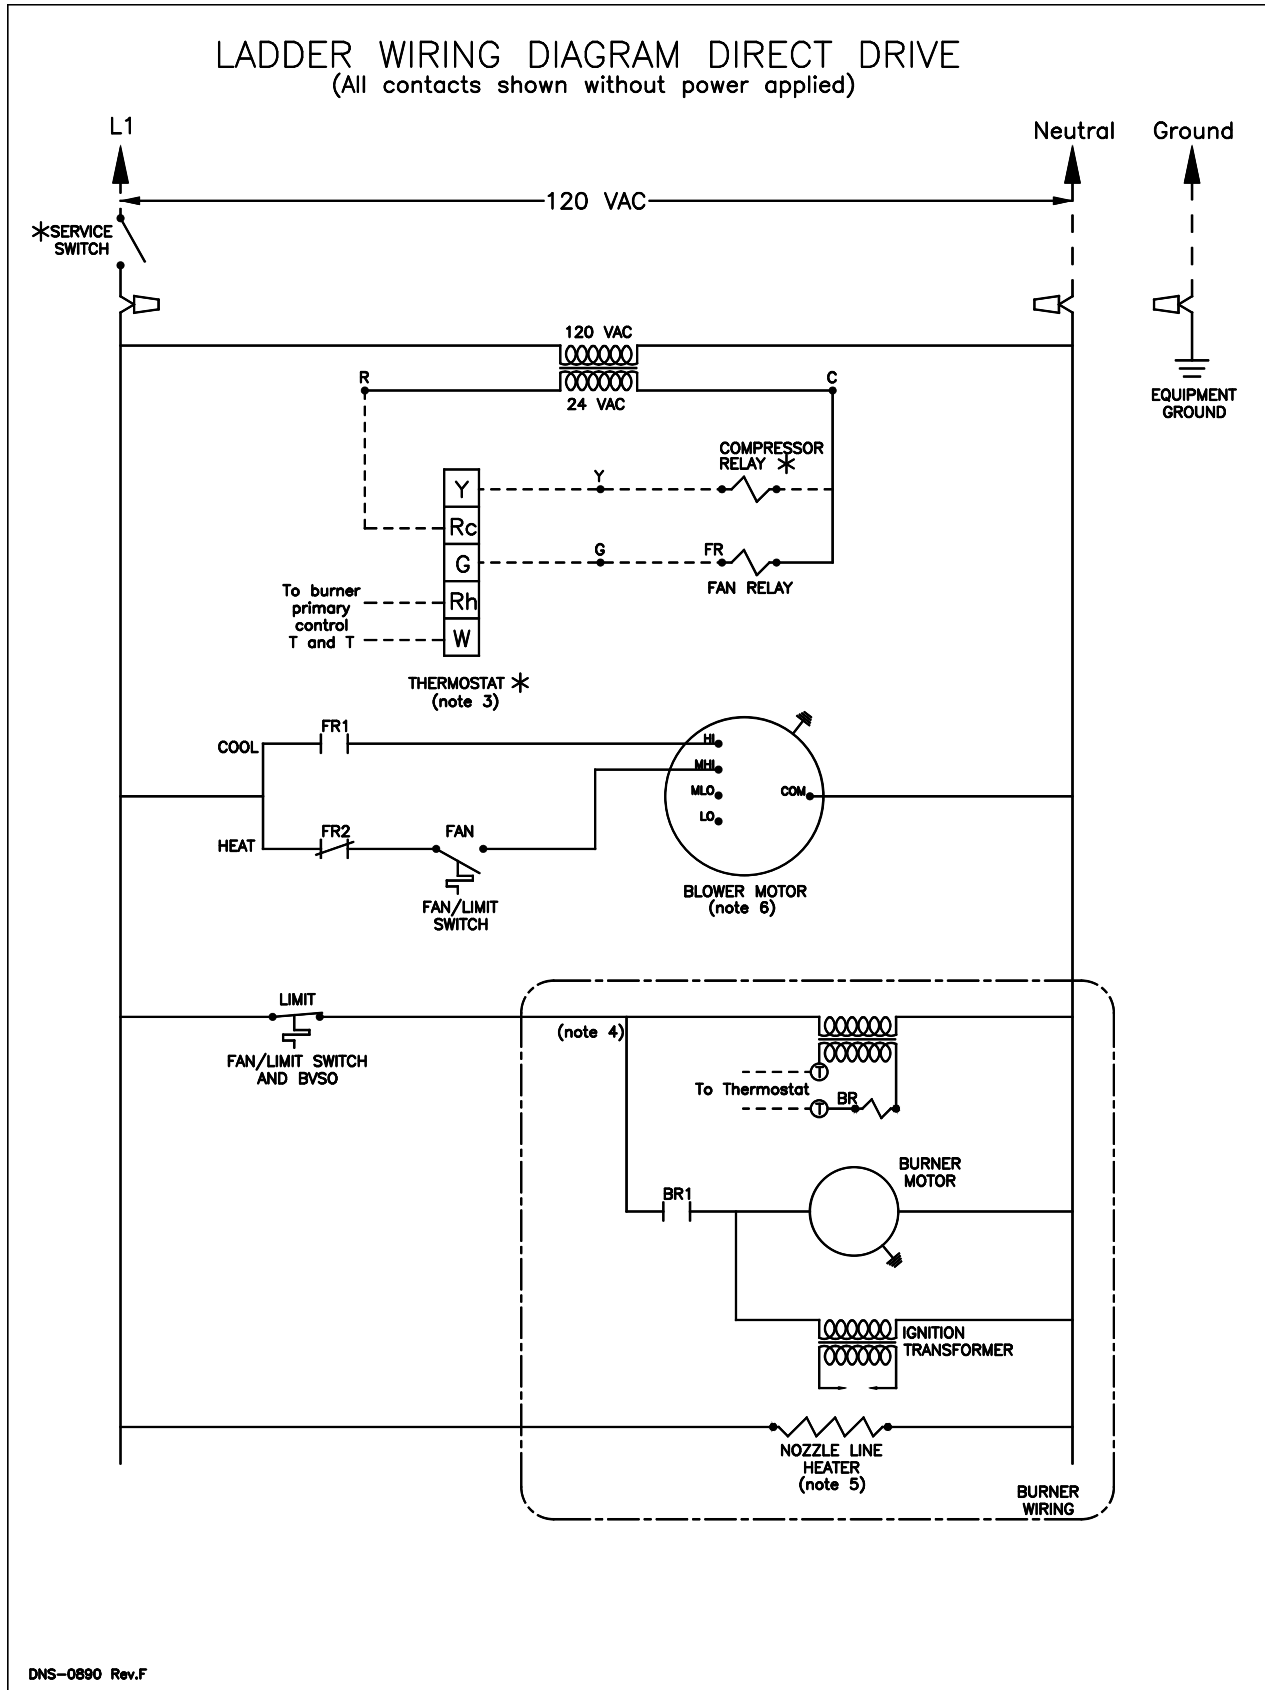 LADDER WIRING DIAGRAM DIRECT DRIVE
(All contacts shown without power applied)
L1
Neutral
Ground
120 VAC
*SERVICE
SWITCH
120 VAC
24 VAC
R
C
EQUIPMENT
GROUND
COMPRESSOR
RELAY *
Y
Y
Rc
G
G
FR
FAN RELAY
To burner
primary
control
T and T
Rh
W
THERMOSTAT *
(note 3)
COOL
FR1
HI
MHI
MLO
LO
COM
HEAT
FR2
FAN
FAN/LIMIT
SWITCH
BLOWER MOTOR
(note 6)
LIMIT
FAN/LIMIT SWITCH
AND BVSO
(note 4)
T
To Thermostat
T
BR
BURNER
MOTOR
BR1
IGNITION
TRANSFORMER
NOZZLE LINE
HEATER
(note 5)
BURNER
WIRING
DNS-0890 Rev.F